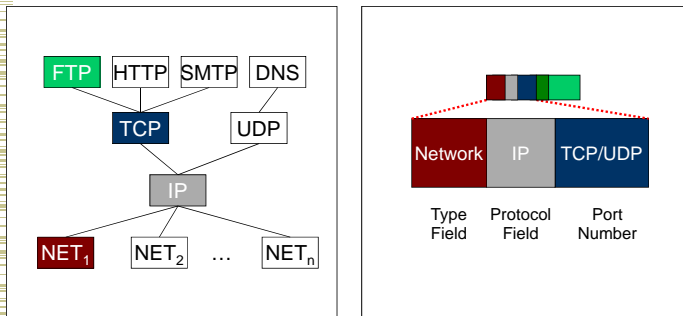 FTP HTTP SMTP DNS
TCP UDP
IP
NET1 NET2 … NETn
Network IP TCP/UDP
Type Field Protocol Field Port Number